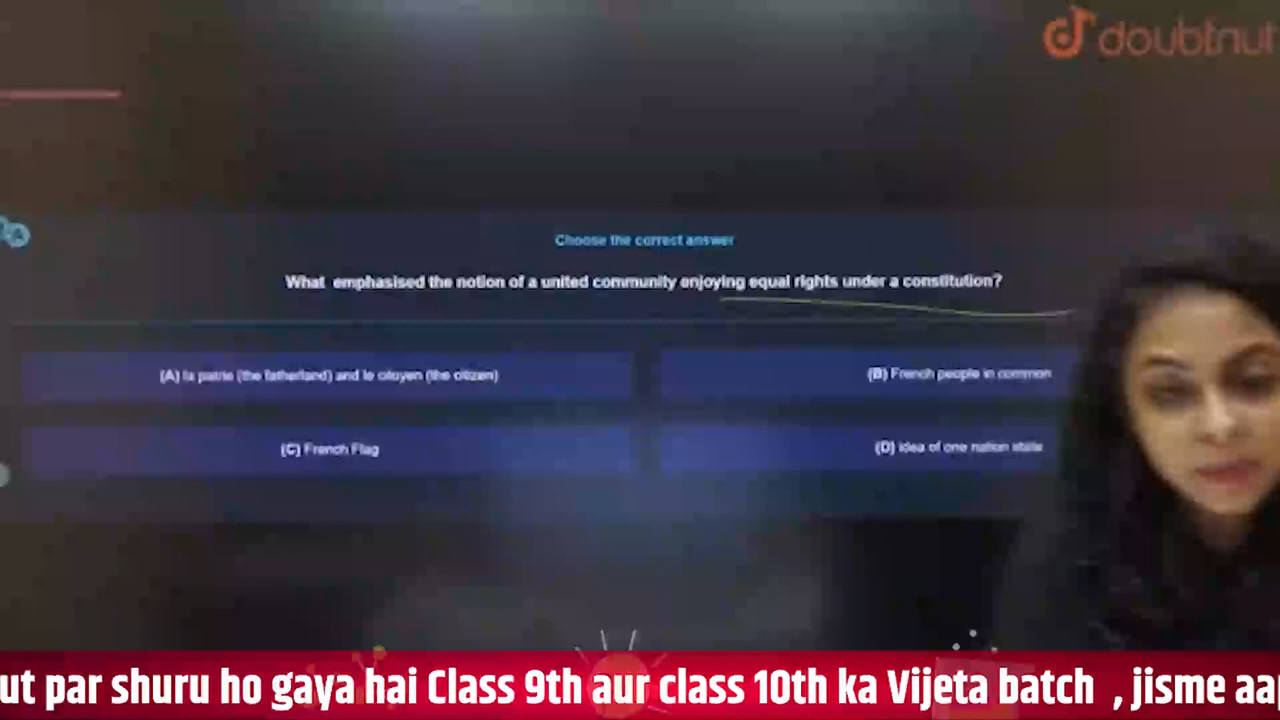 doubtnut
Choose the correct answer
What emphasised the notion of a united community enjoying equal rights under a constitution?
(A) la patrie (the fatherland) and le citoyen (the citizen)
(B) French people in common
(C) French Flag
(D) idea of one nation state
ut par shuru ho gaya hai Class 9th aur class 10th ka Vijeta batch , jisme aap